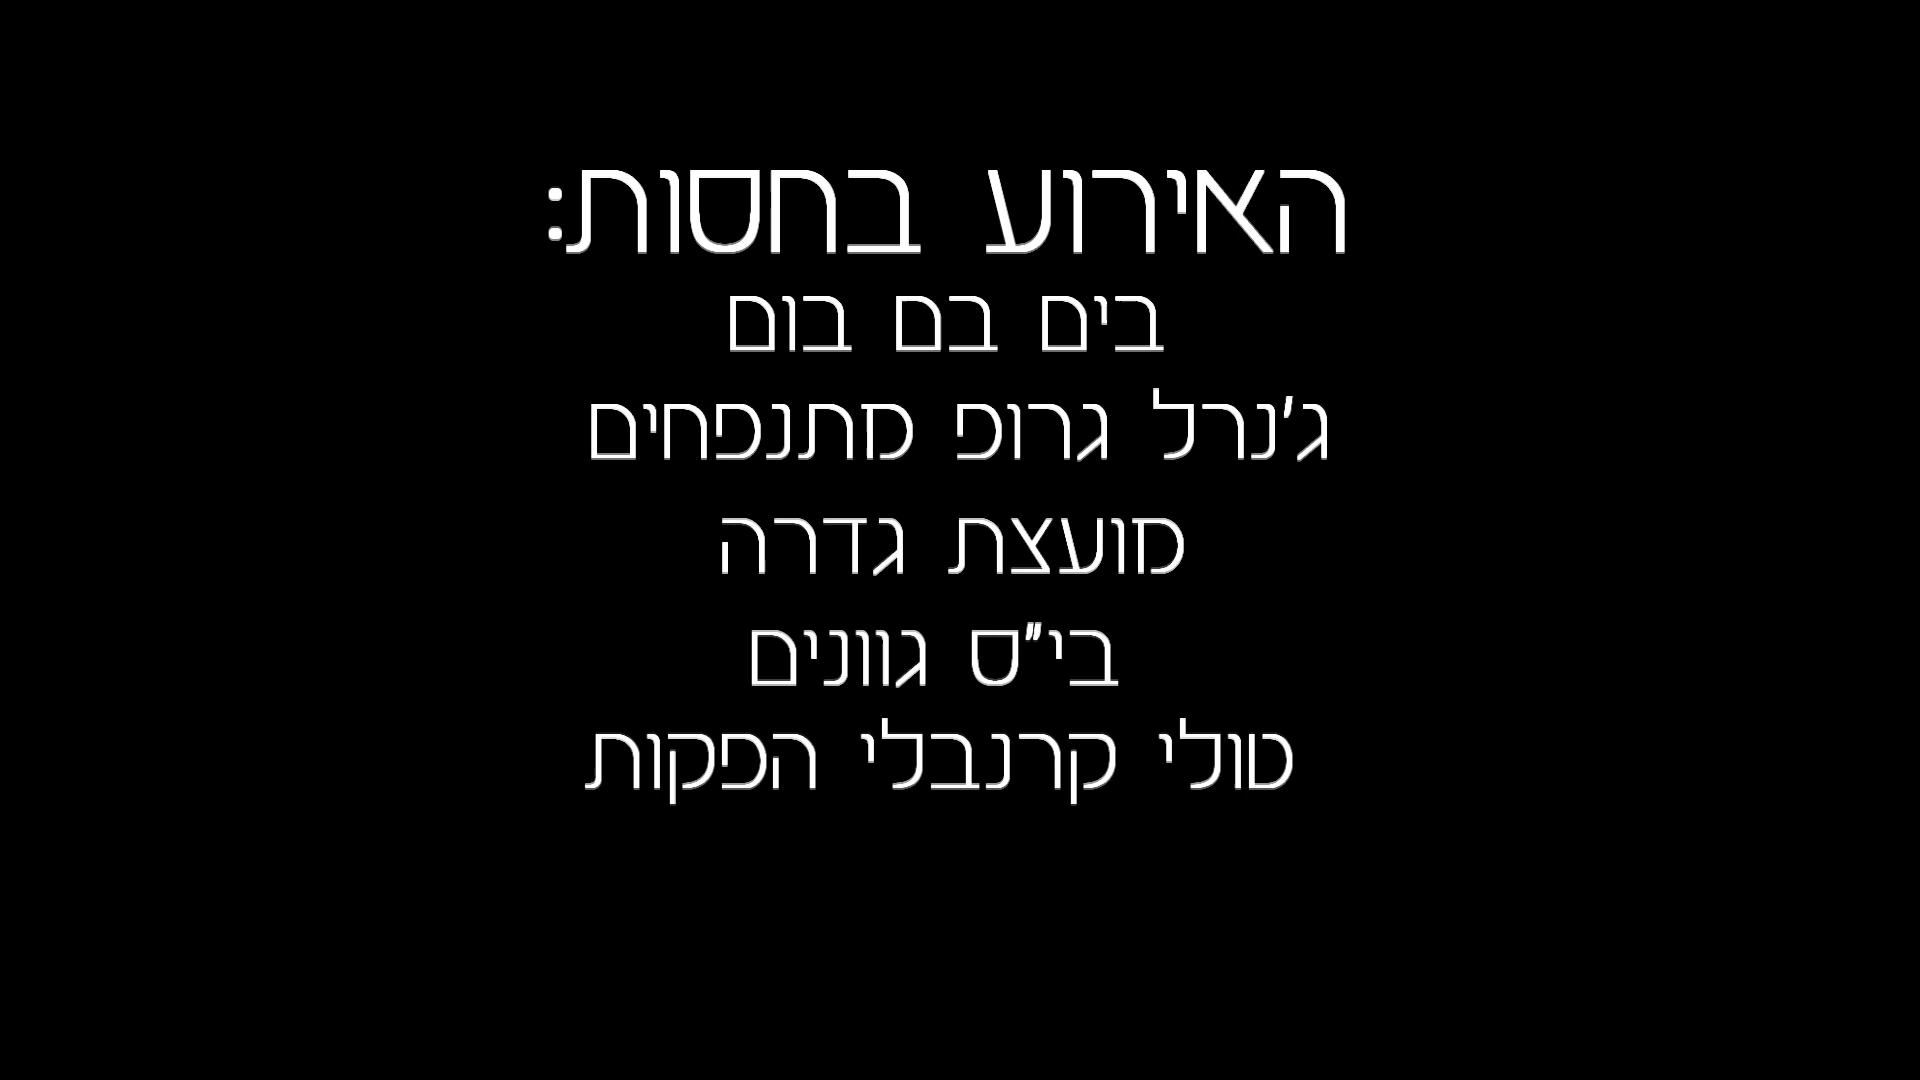 האירוע בחסות:
בים בם בום
ג'נרל גרופ מתנפחים
מועצת גדרה
בי"ס גוונים
טולי קרנבלי הפקות